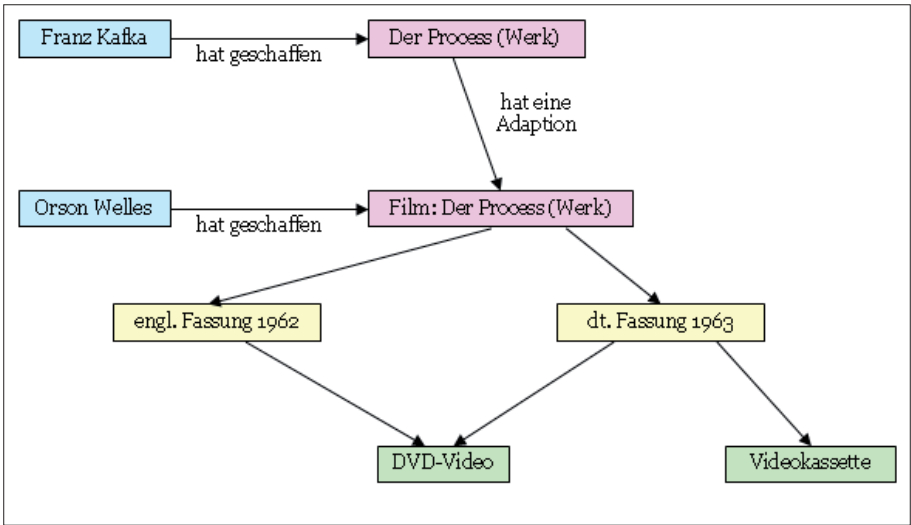 Franz Kafka
hat geschaffen
Der Process (Werk)
hat eine
Adaption
Orson Welles
hat geschaffen
Film: Der Process (Werk)
engl. Fassung 1962
dt. Fassung 1963
DVD-Video
Videokassette